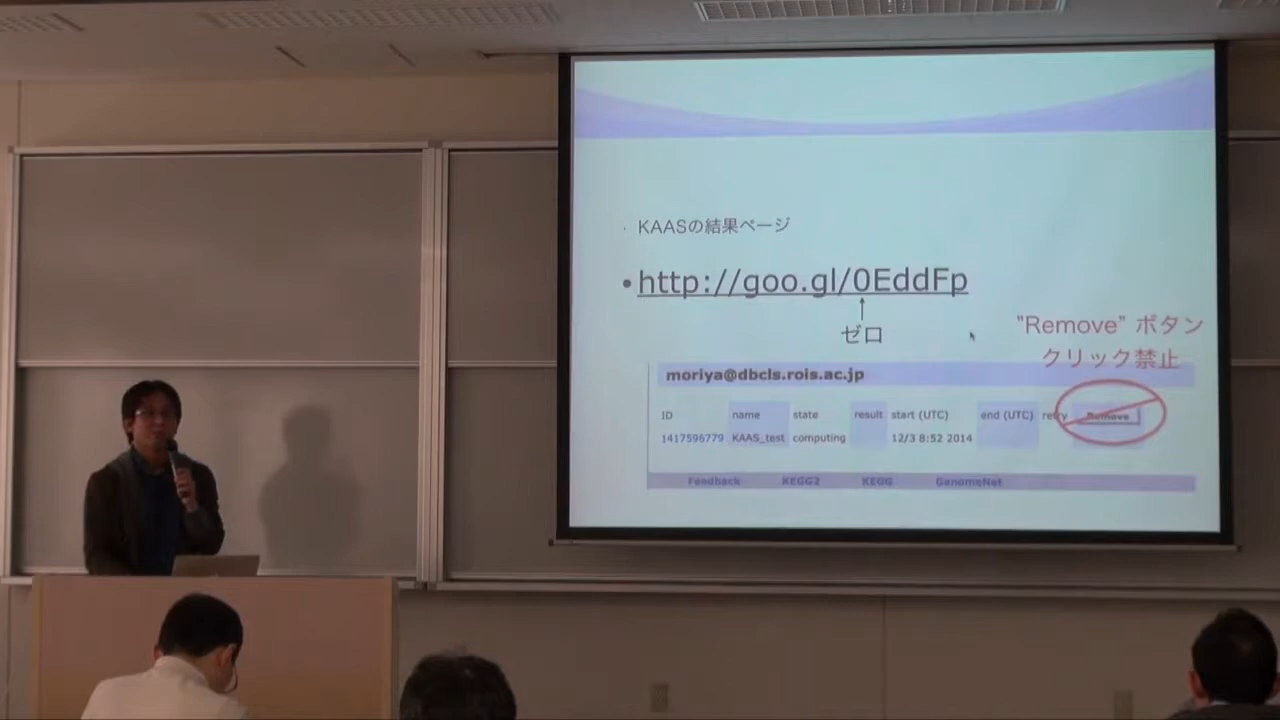 ・ KAASの結果ページ
• http://goo.gl/0EddFp
↑
ゼロ
"Remove" ボタン
クリック禁止
moriya@dbcls.rois.ac.jp
ID name state result start (UTC) end (UTC) retry Remove
1417596779 KAAS_test computing 12/3 8:52 2014
Feedback KEGG2 KEGG GenomeNet